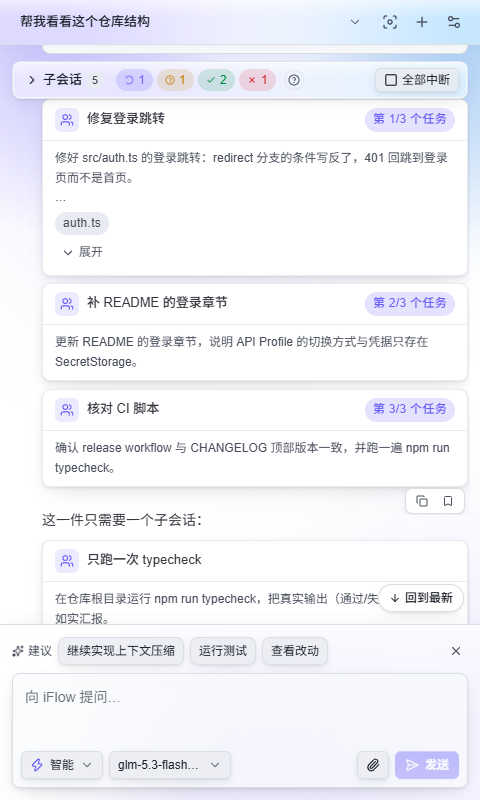 帮我看看这个仓库结构
子会话 5 1 1 2 1 全部中断
修复登录跳转 第 1/3 个任务
修好 src/auth.ts 的登录跳转：redirect 分支的条件写反了，401 回跳到登录
页而不是首页。
...
auth.ts
展开
补 README 的登录章节 第 2/3 个任务
更新 README 的登录章节，说明 API Profile 的切换方式与凭据只存在
SecretStorage。
核对 CI 脚本 第 3/3 个任务
确认 release workflow 与 CHANGELOG 顶部版本一致，并跑一遍 npm run
typecheck。
这一件只需要一个子会话：
只跑一次 typecheck
在仓库根目录运行 npm run typecheck，把真实输出（通过/失
回到最新
如实汇报。
建议 继续实现上下文压缩 运行测试 查看改动
向 iFlow 提问…
智能 glm-5.3-flash... 发送